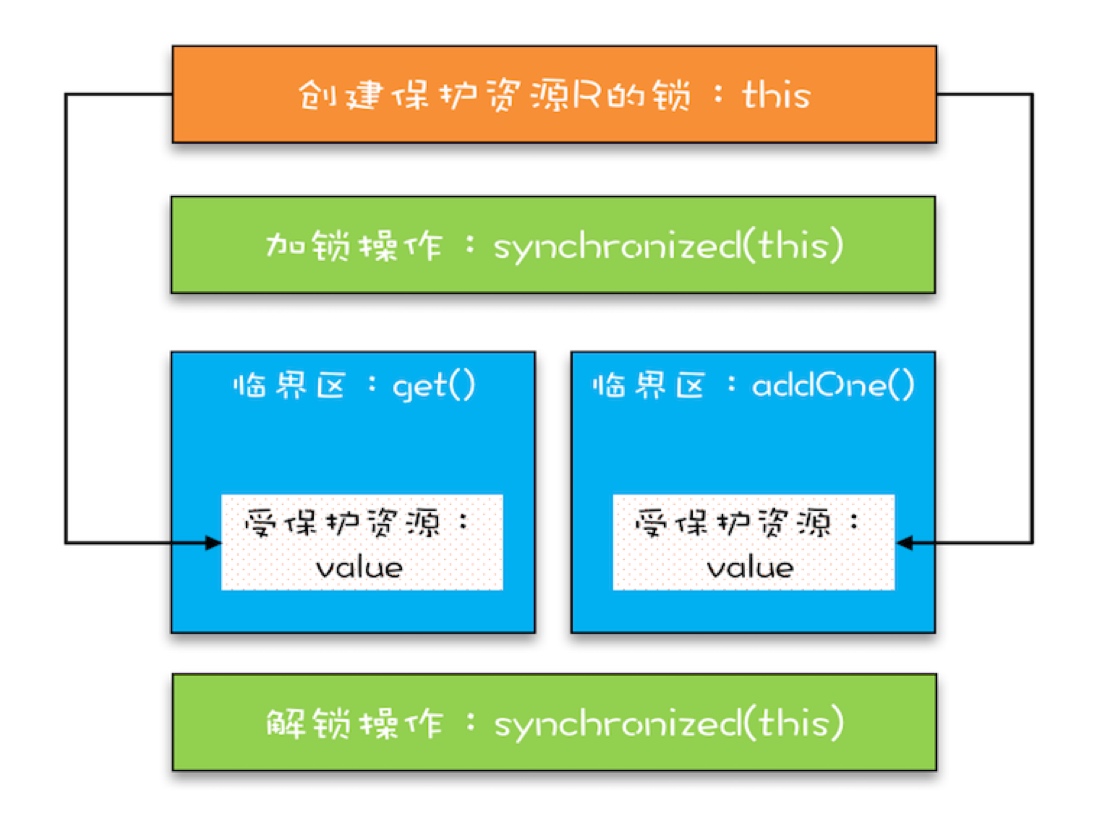 创建保护资源R的锁：this
加锁操作：synchronized(this)
临界区：get()
受保护资源：
value
临界区：addOne()
受保护资源：
value
解锁操作：synchronized(this)